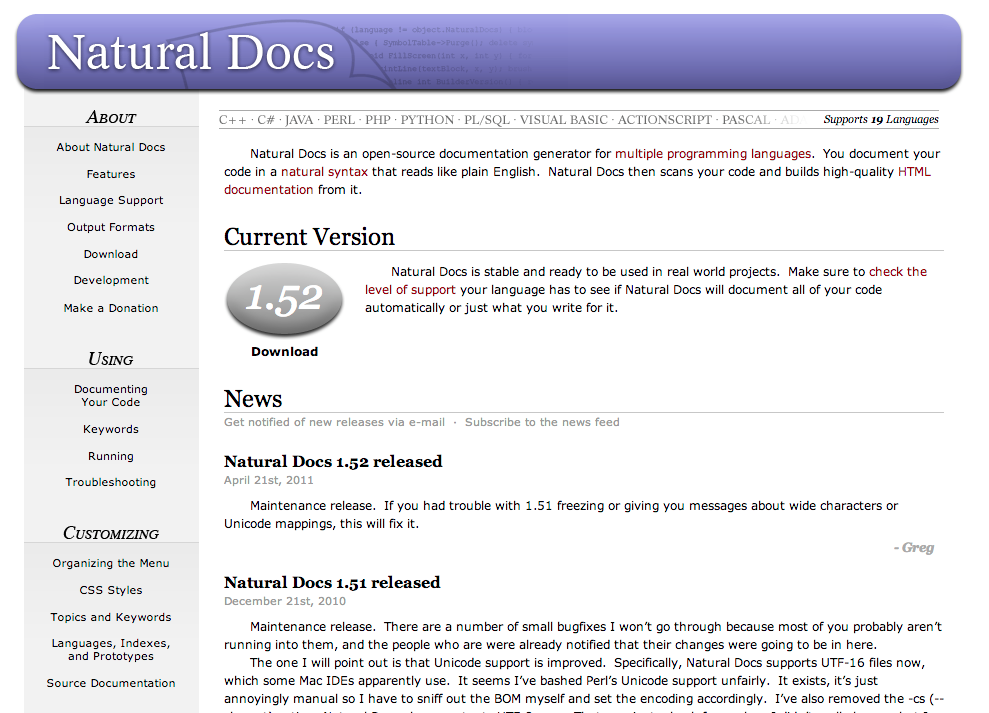 Natural Docs
About
About Natural Docs
Features
Language Support
Output Formats
Download
Development
Make a Donation
Using
Documenting
Your Code
Keywords
Running
Troubleshooting
Customizing
Organizing the Menu
CSS Styles
Topics and Keywords
Languages, Indexes,
and Prototypes
Source Documentation
C++ · C# · JAVA · PERL · PHP · PYTHON · PL/SQL · VISUAL BASIC · ACTIONSCRIPT · PASCAL · ADA Supports 19 Languages
Natural Docs is an open-source documentation generator for multiple programming languages. You document your
code in a natural syntax that reads like plain English. Natural Docs then scans your code and builds high-quality HTML
documentation from it.
Current Version
1.52
Download
Natural Docs is stable and ready to be used in real world projects. Make sure to check the
level of support your language has to see if Natural Docs will document all of your code
automatically or just what you write for it.
News
Get notified of new releases via e-mail · Subscribe to the news feed
Natural Docs 1.52 released
April 21st, 2011
Maintenance release. If you had trouble with 1.51 freezing or giving you messages about wide characters or
Unicode mappings, this will fix it.
- Greg
Natural Docs 1.51 released
December 21st, 2010
Maintenance release. There are a number of small bugfixes I won't go through because most of you probably aren't
running into them, and the people who are were already notified that their changes were going to be in here.
The one I will point out is that Unicode support is improved. Specifically, Natural Docs supports UTF-16 files now,
which some Mac IDEs apparently use. It seems I've bashed Perl's Unicode support unfairly. It exists, it's just
annoyingly manual so I have to sniff out the BOM myself and set the encoding accordingly. I've also removed the -cs (--